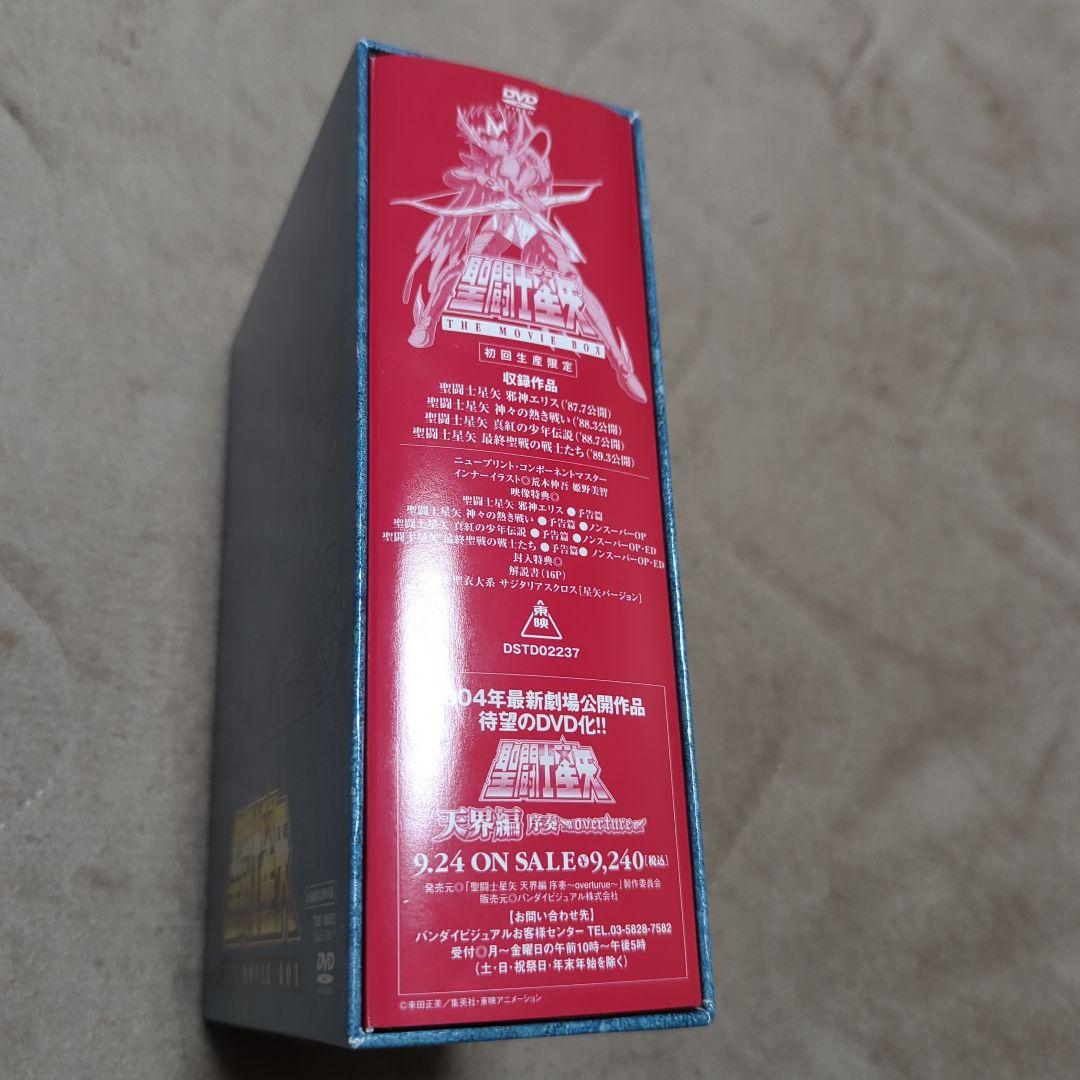 DVD
VIDEO
聖闘士星矢
THE MOVIE BOX
初回生産限定
収録作品
聖闘士星矢 邪神エリス('87.7公開)
聖闘士星矢 神々の熱き戦い('88.3公開)
聖闘士星矢 真紅の少年伝説('88.7公開)
聖闘士星矢 最終聖戦の戦士たち('89.3公開)
ニュープリント・コンポーネントマスター
インナーイラスト◎荒木伸吾 姫野美智
映像特典◎
聖闘士星矢 邪神エリス ●予告篇
聖闘士星矢 神々の熱き戦い ●予告篇 ●ノンスーパーOP
聖闘士星矢 真紅の少年伝説 ●予告篇 ●ノンスーパーOP
聖闘士星矢 最終聖戦の戦士たち ●予告篇● ノンスーパーOP・ED
封入特典◎
解説書(16P)
聖衣大系 サジタリアスクロス[星矢バージョン]
東映
DSTD02237
04年最新劇場公開作品
待望のDVD化!!
聖闘士星矢
天界編 序奏~overture~
9.24 ON SALE ¥9,240[税込]
発売元◎「聖闘士星矢 天界編 序奏~overturue~」製作委員会
販売元◎バンダイビジュアル株式会社
【お問い合わせ先】
バンダイビジュアルお客様センター TEL.03-5828-7582
受付◎月~金曜日の午前10時~午後5時
(土・日・祝祭日・年末年始を除く)
©車田正美/集英社・東映アニメーション
THE MOVIE BOX
DVD